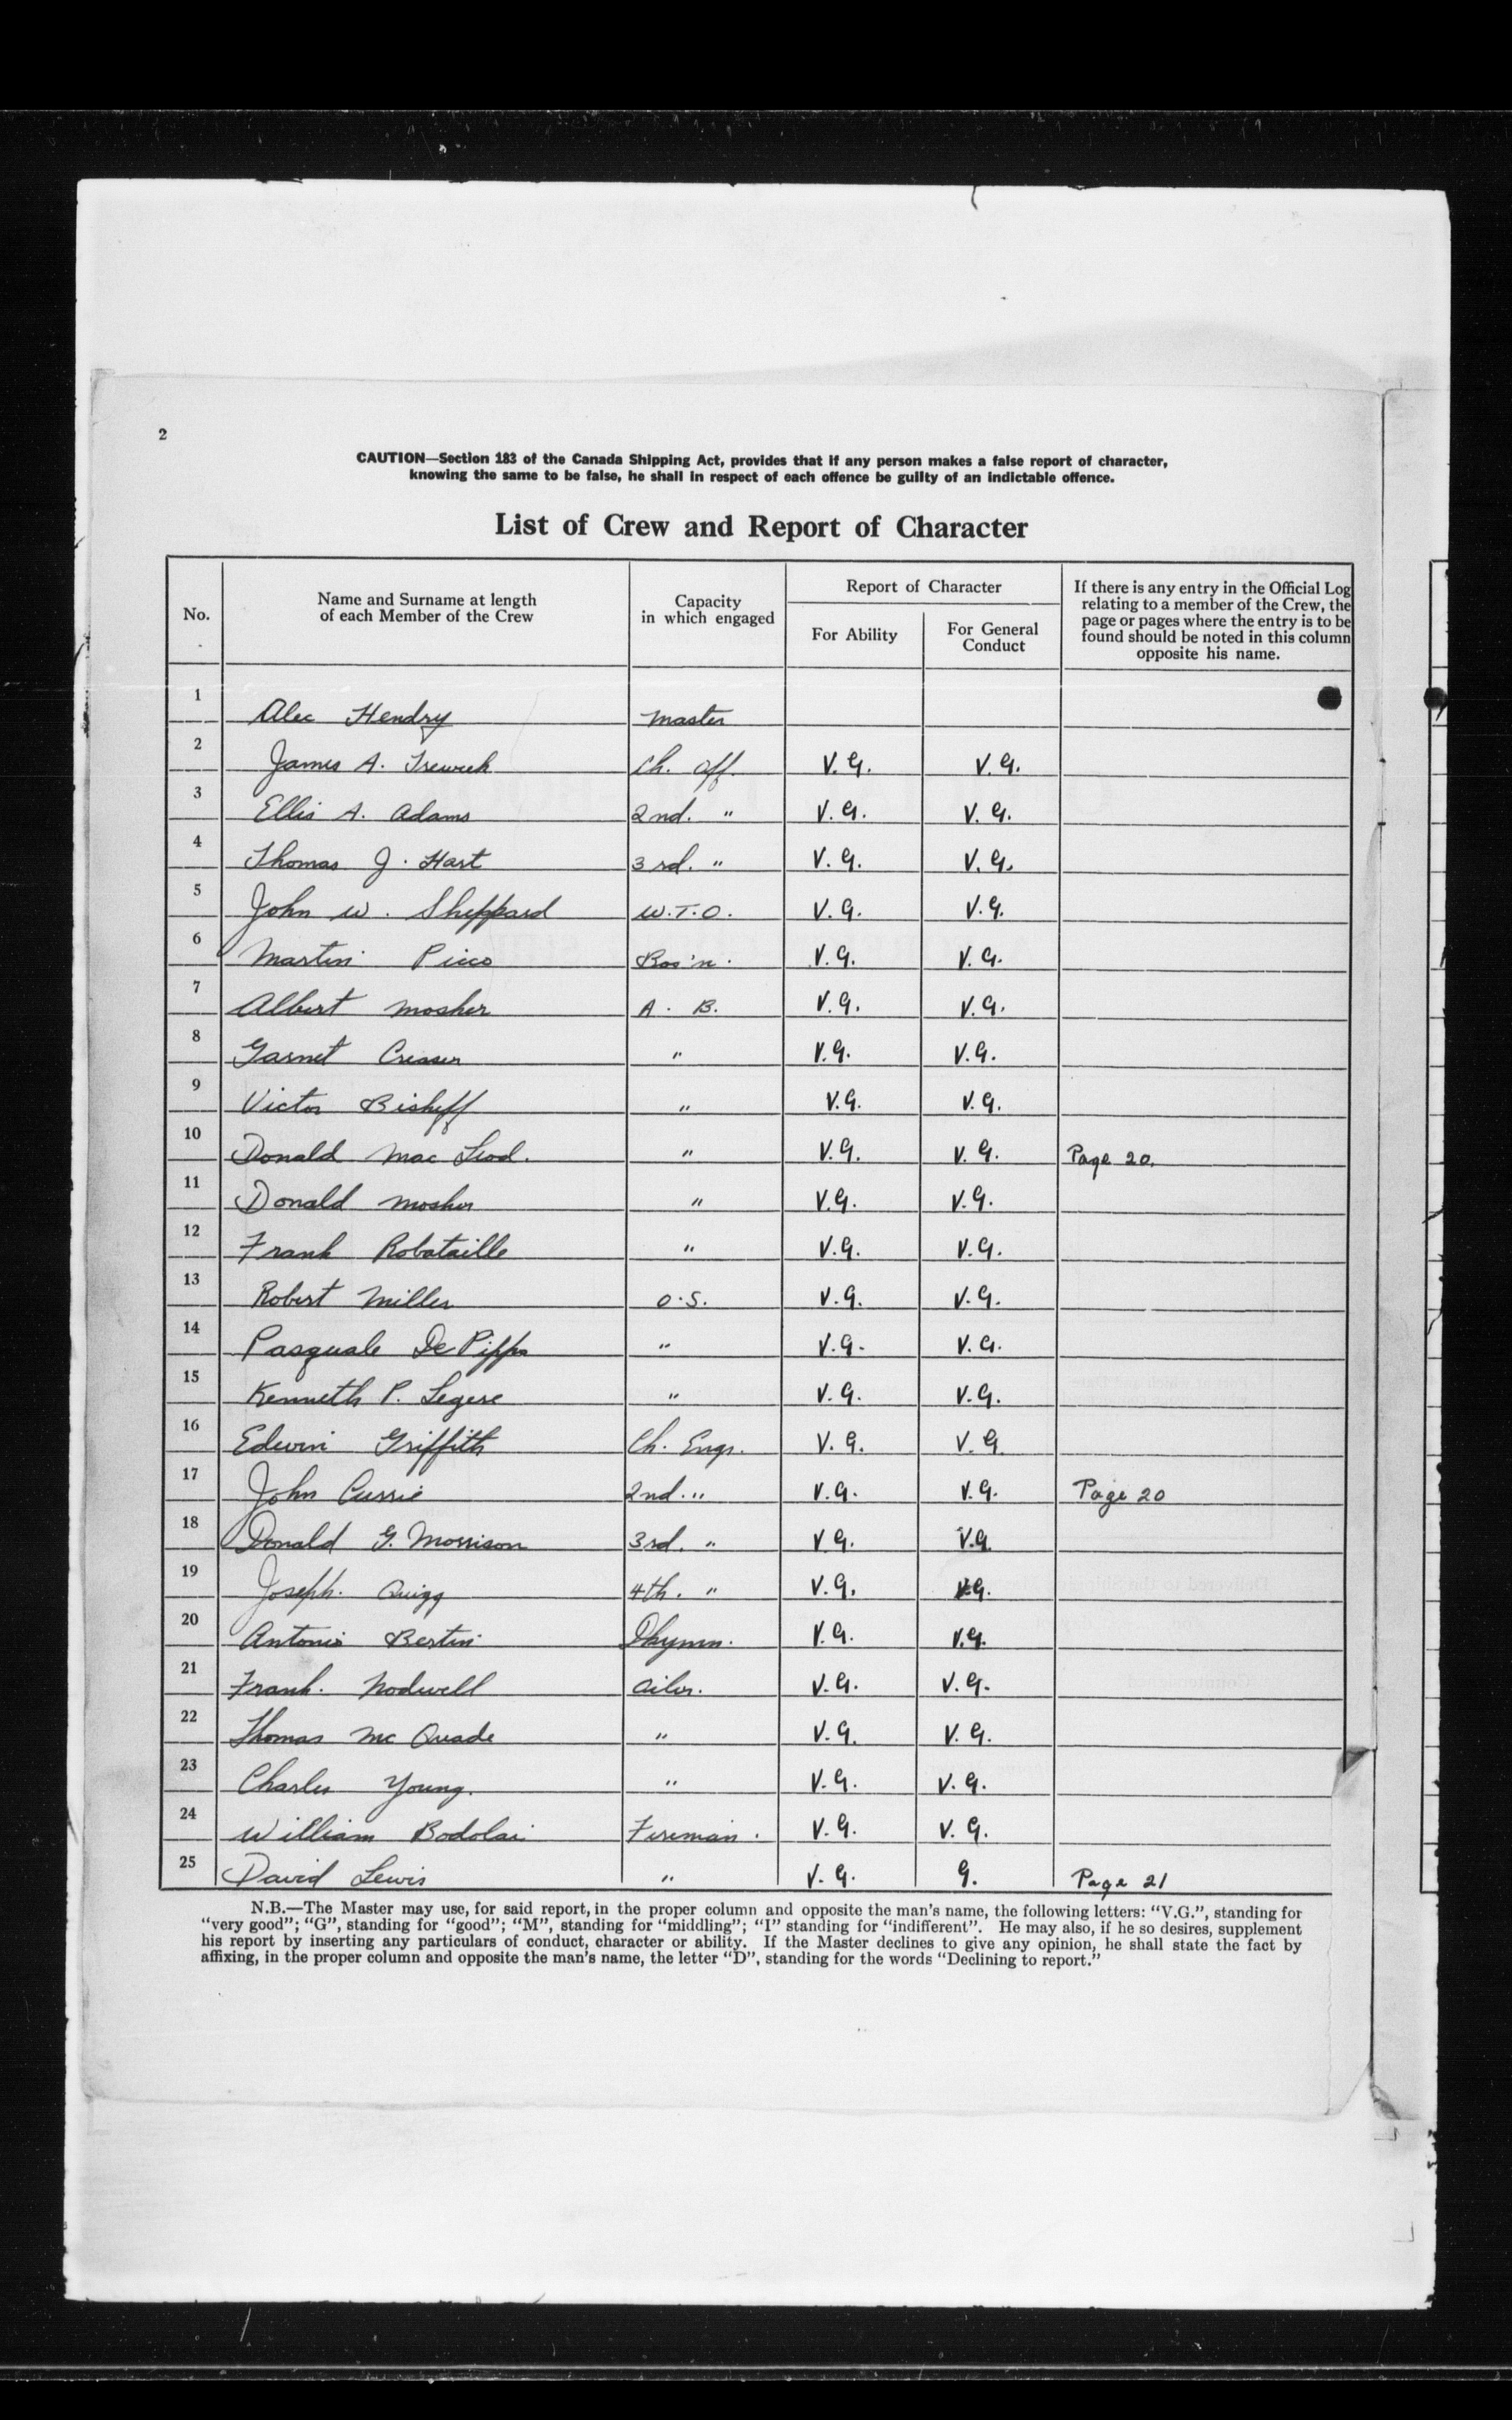 2
CAUTION—Section 183 of the Canada Shipping Act, provides that if any person makes a false report of character,
knowing the same to be false, he shall in respect of each offence be guilty of an indictable offence.
List of Crew and Report of Character
No. Name and Surname at length of each Member of the Crew Capacity in which engaged Report of Character For Ability For General Conduct If there is any entry in the Official Log relating to a member of the Crew, the page or pages where the entry is to be found should be noted in this column opposite his name.
1 Alec Hendry Master
2 James A. Treweek Ch. Off. V.G. V.G.
3 Ellis A. Adams 2nd. " V.G. V.G.
4 Thomas J. Hart 3rd. " V.G. V.G.
5 John W. Sheppard W.T.O. V.G. V.G.
6 Martin Picco Bos'n. V.G. V.G.
7 Albert Mosher A. B. V.G. V.G.
8 Garnet Creaser " V.G. V.G.
9 Victor Bishoff " V.G. V.G.
10 Donald Mac Leod. " V.G. V.G. Page 20.
11 Donald Mosher " V.G. V.G.
12 Frank Robataille " V.G. V.G.
13 Robert Miller O.S. V.G. V.G.
14 Pasquale De Pippo " V.G. V.G.
15 Kenneth P. Legere " V.G. V.G.
16 Edwin Griffith Ch. Engr. V.G. V.G
17 John Currie 2nd. " V.G. V.G. Page 20
18 Donald G. Morrison 3rd. " V G. V.G.
19 Joseph. Quigg 4th. " V.G. V.G.
20 Antonio Bertin V.G. V.G.
21 Frank. Nodwell Oiler. V.G. V.G.
22 Thomas Mc Quade " V.G. V.G.
23 Charles Young. " V.G. V.G.
24 William Bodolai Fireman. V.G. V.G.
25 David Lewis " V.G. G. Page 21
N.B.—The Master may use, for said report, in the proper column and opposite the man's name, the following letters: "V.G.", standing for
"very good"; "G", standing for "good"; "M", standing for "middling"; "I" standing for "indifferent". He may also, if he so desires, supplement
his report by inserting any particulars of conduct, character or ability. If the Master declines to give any opinion, he shall state the fact by
affixing, in the proper column and opposite the man's name, the letter "D", standing for the words "Declining to report."